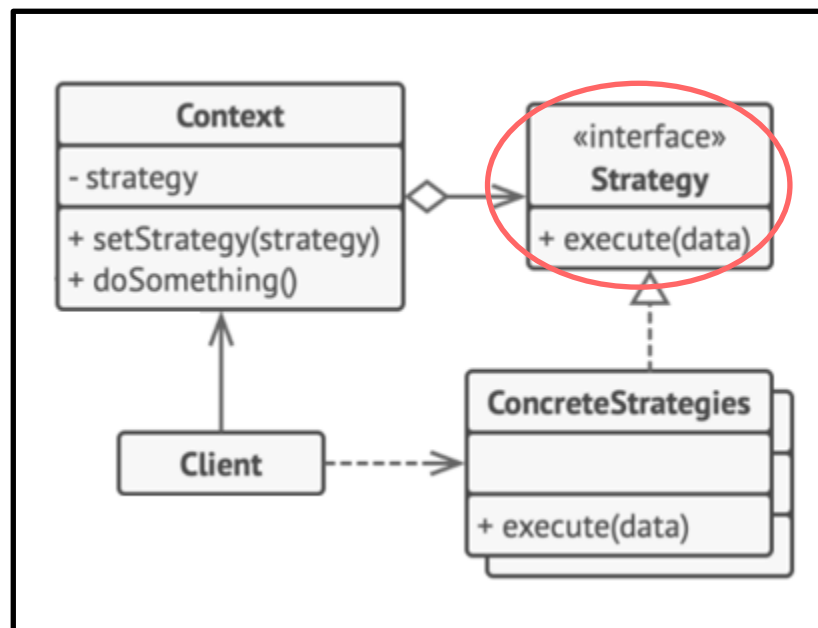 Context
- strategy
+ setStrategy(strategy)
+ doSomething()
«interface»
Strategy
+ execute(data)
Client
ConcreteStrategies
+ execute(data)